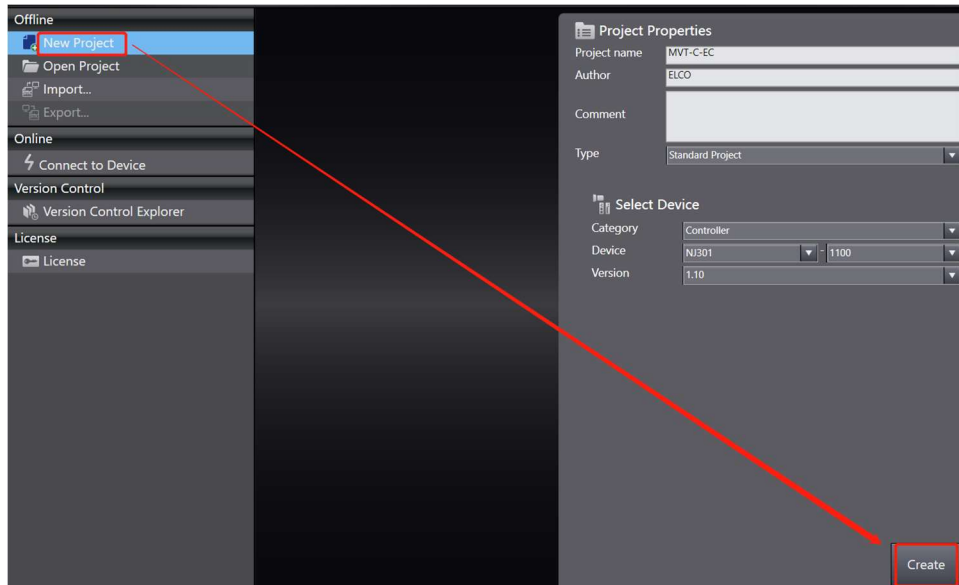 Offline
New Project
Open Project
Import...
Export...
Online
Connect to Device
Version Control
Version Control Explorer
License
License
Project Properties
Project name MVT-C-EC
Author ELCO
Comment
Type Standard Project
Select Device
Category Controller
Device NJ301 - 1100
Version 1.10
Create